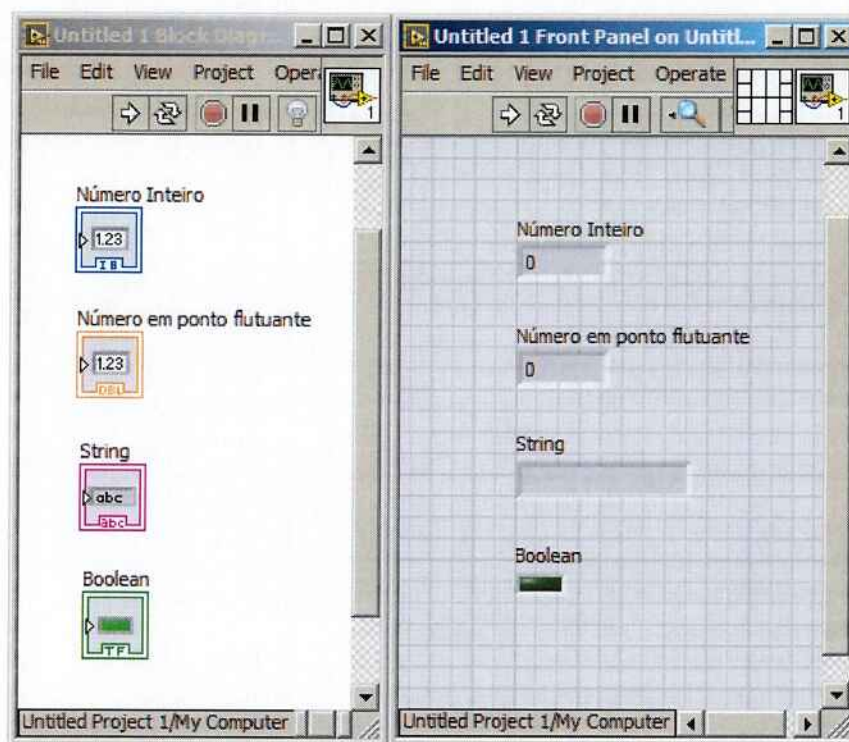 Untitled 1 Block Diagr...
File Edit View Project Oper
1
Número Inteiro
1.23
I8
Número em ponto flutuante
1.23
DBL
String
abc
abc
Boolean
TF
Untitled Project 1/My Computer
Untitled 1 Front Panel on Untitl...
File Edit View Project Operate
1
Número Inteiro
0
Número em ponto flutuante
0
String
Boolean
Untitled Project 1/My Computer